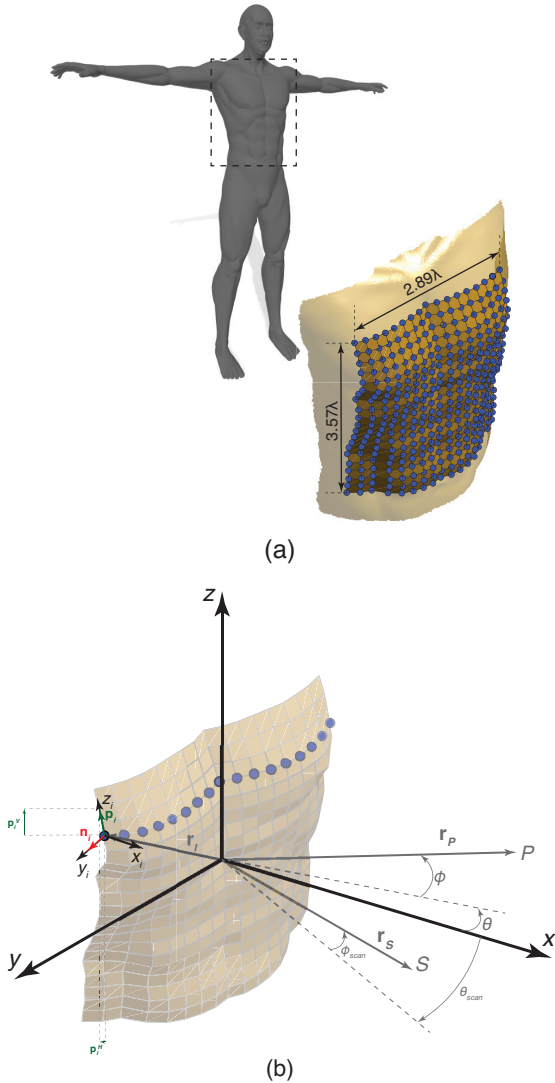 2.89λ
3.57λ
(a)
z
z_i
p_i
p_i^v
n_i
x_i
y_i
r_i
r_P
P
ϕ
θ
x
r_S
S
ϕ_scan
θ_scan
y
p_i^H
(b)